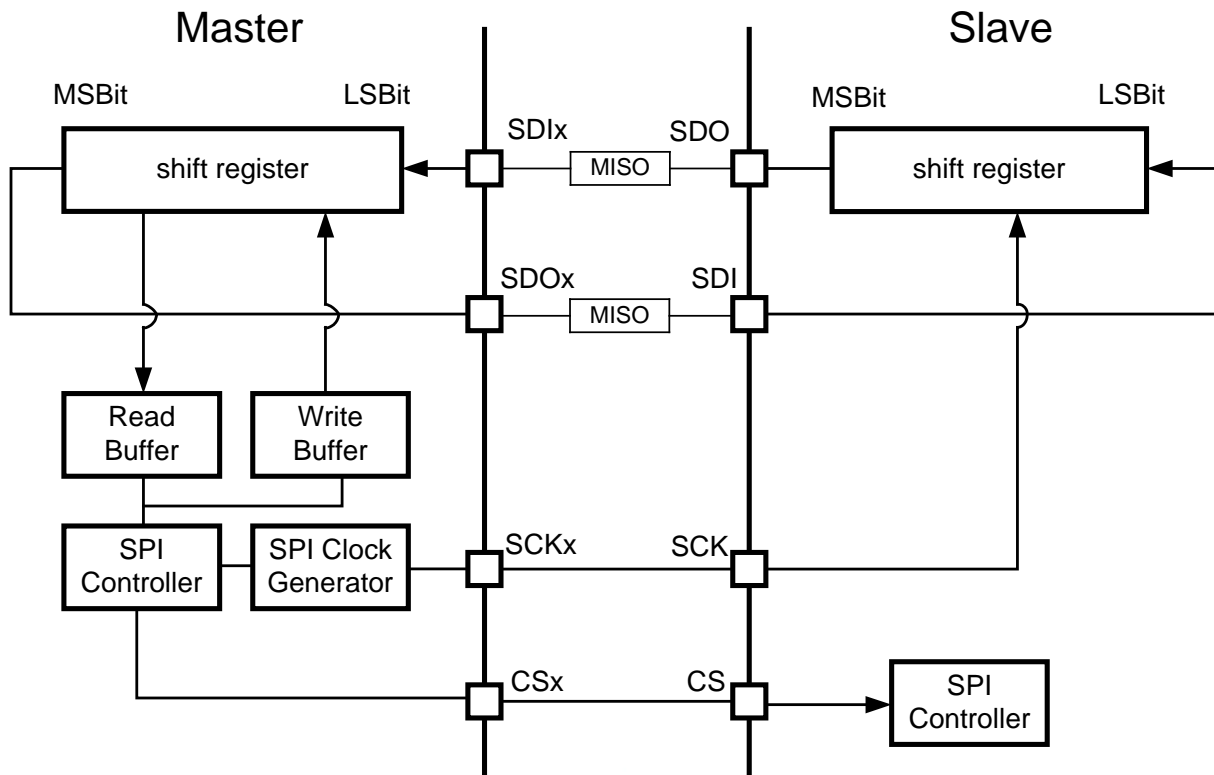 Master
Slave
MSBit
LSBit
MSBit
LSBit
SDIx
SDO
shift register
MISO
shift register
SDOx
SDI
MISO
Read
Buffer
Write
Buffer
SPI
Controller
SPI Clock
Generator
SCKx
SCK
CSx
CS
SPI
Controller